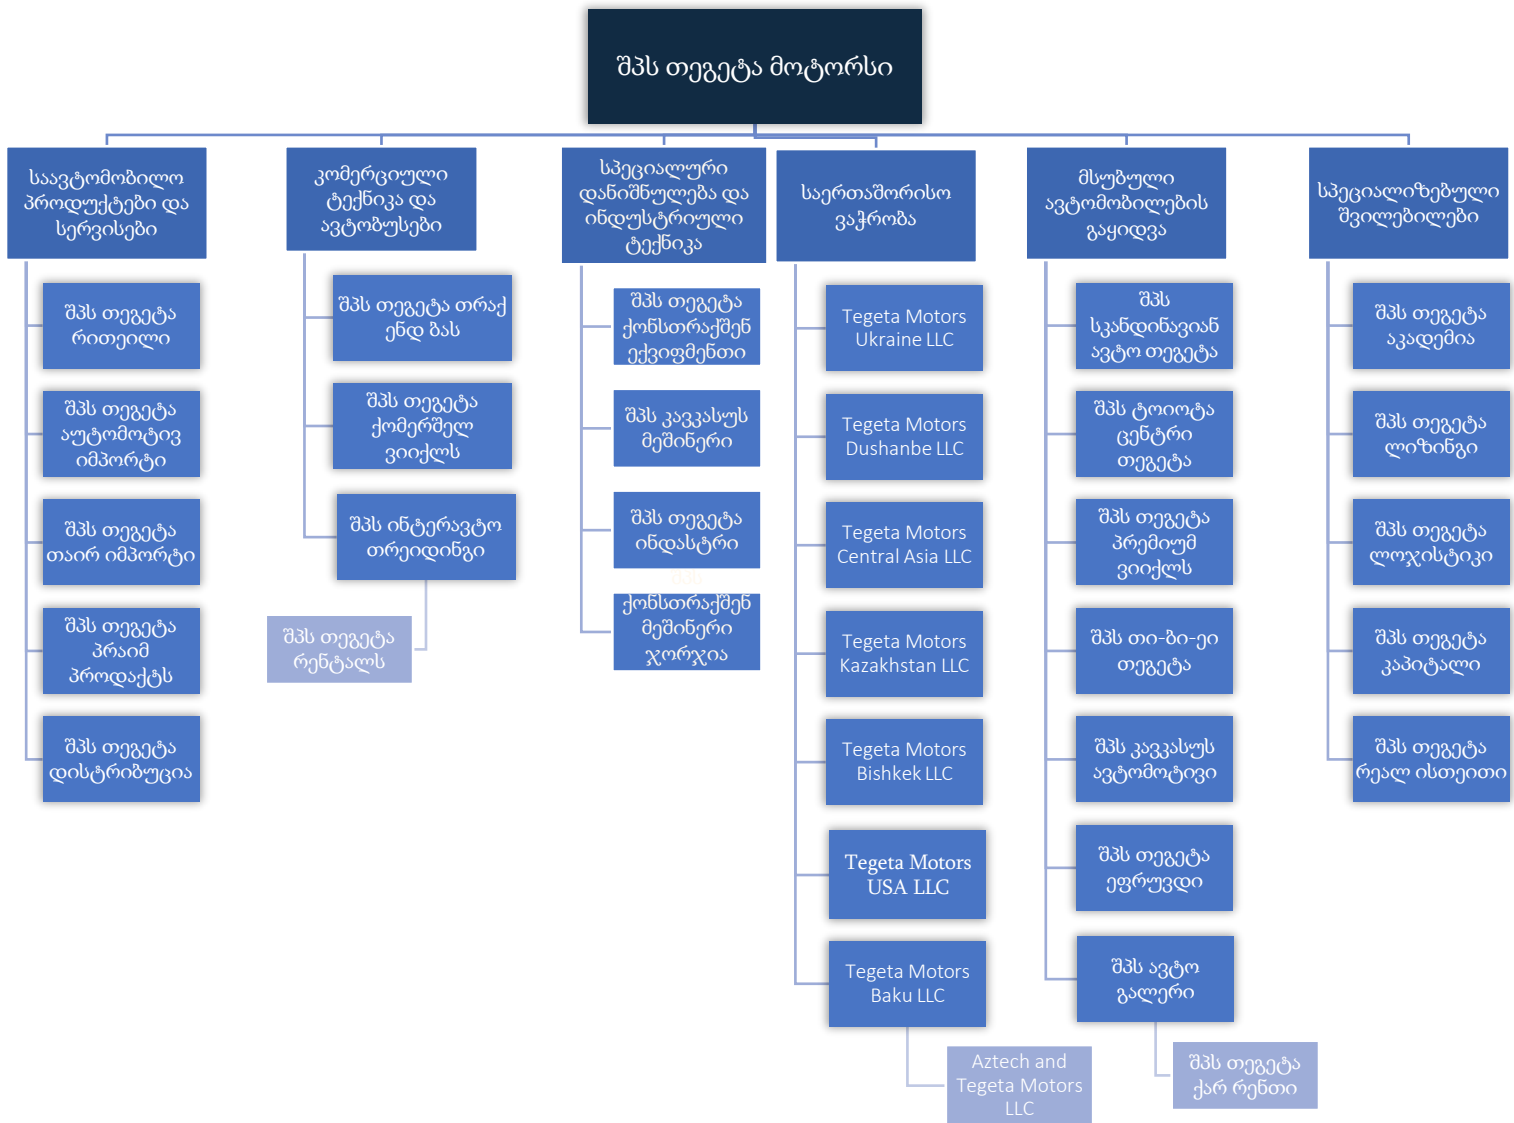 შპს თეგეტა მოტორსი
საავტომობილო
პროდუქტები და
სერვისები
შპს თეგეტა
რითეილი
შპს თეგეტა
აუტომოტივ
იმპორტი
შპს თეგეტა
თაირ იმპორტი
შპს თეგეტა
პრაიმ
პროდაქტს
შპს თეგეტა
დისტრიბუცია
კომერციული
ტექნიკა და
ავტობუსები
შპს თეგეტა თრაქ
ენდ ბას
შპს თეგეტა
ქომერშელ
ვიიქლს
შპს ინტერავტო
თრეიდინგი
შპს თეგეტა
რენტალს
სპეციალური
დანიშნულება და
ინდუსტრიული
ტექნიკა
შპს თეგეტა
ქონსთრაქშენ
ექვიფმენთი
შპს კავკასუს
მეშინერი
შპს თეგეტა
ინდასტრი
ქონსთრაქშენ
მეშინერი
ჯორჯია
საერთაშორისო
ვაჭრობა
Tegeta Motors
Ukraine LLC
Tegeta Motors
Dushanbe LLC
Tegeta Motors
Central Asia LLC
Tegeta Motors
Kazakhstan LLC
Tegeta Motors
Bishkek LLC
Tegeta Motors
USA LLC
Tegeta Motors
Baku LLC
Aztech and
Tegeta Motors
LLC
მსუბული
ავტომობილების
გაყიდვა
შპს
სკანდინავიან
ავტო თეგეტა
შპს ტოიოტა
ცენტრი
თეგეტა
შპს თეგეტა
პრემიუმ
ვიიქლს
შპს თი-ბი-ეი
თეგეტა
შპს კავკასუს
ავტომოტივი
შპს თეგეტა
ეფრუვდი
შპს ავტო
გალერი
შპს თეგეტა
ქარ რენთი
სპეციალიზებული
შვილებილები
შპს თეგეტა
აკადემია
შპს თეგეტა
ლიზინგი
შპს თეგეტა
ლოჯისტიკი
შპს თეგეტა
კაპიტალი
შპს თეგეტა
რეალ ისთეითი